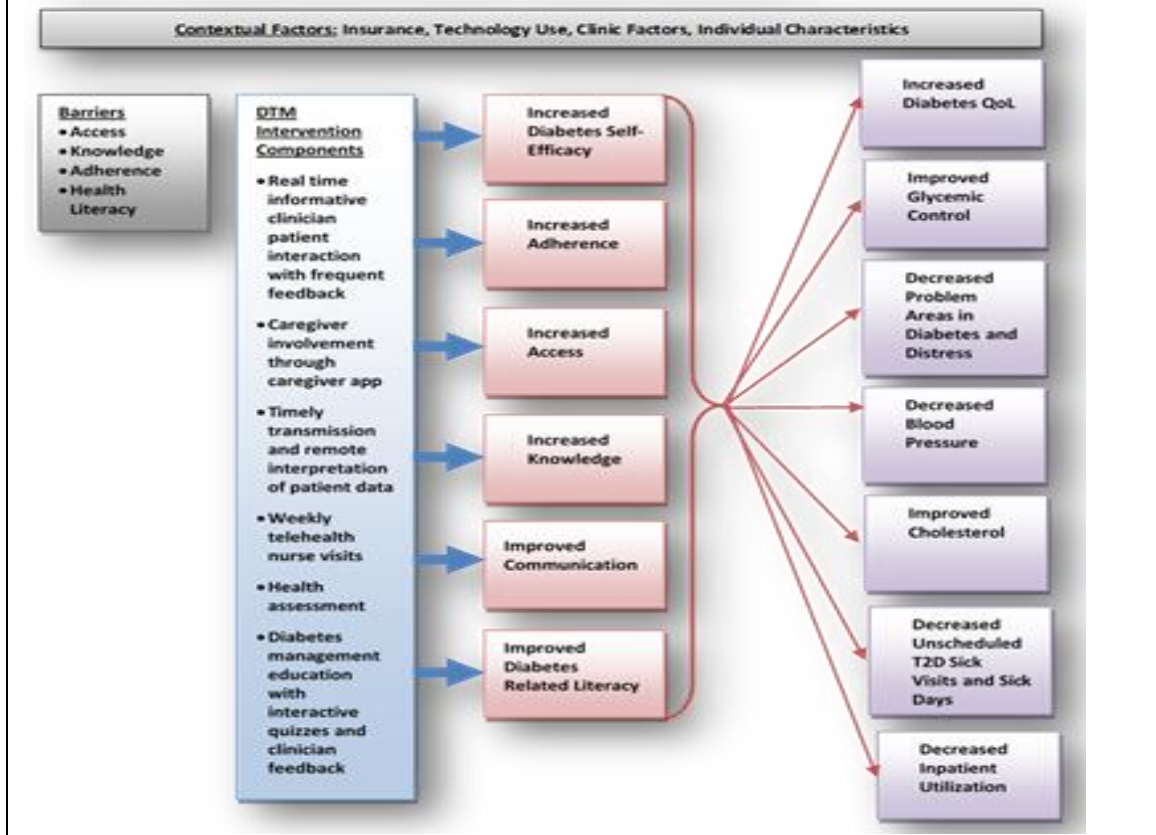 Contextual Factors: Insurance, Technology Use, Clinic Factors, Individual Characteristics
Barriers
• Access
• Knowledge
• Adherence
• Health
Literacy
DTM
Intervention
Components
• Real time
informative
clinician
patient
interaction
with frequent
feedback
• Caregiver
involvement
through
caregiver app
• Timely
transmission
and remote
interpretation
of patient data
• Weekly
telehealth
nurse visits
• Health
assessment
• Diabetes
management
education
with
interactive
quizzes and
clinician
feedback
Increased
Diabetes Self-
Efficacy
Increased
Adherence
Increased
Access
Increased
Knowledge
Improved
Communication
Improved
Diabetes
Related Literacy
Increased
Diabetes QoL
Improved
Glycemic
Control
Decreased
Problem
Areas in
Diabetes and
Distress
Decreased
Blood
Pressure
Improved
Cholesterol
Decreased
Unscheduled
T2D Sick
Visits and Sick
Days
Decreased
Inpatient
Utilization